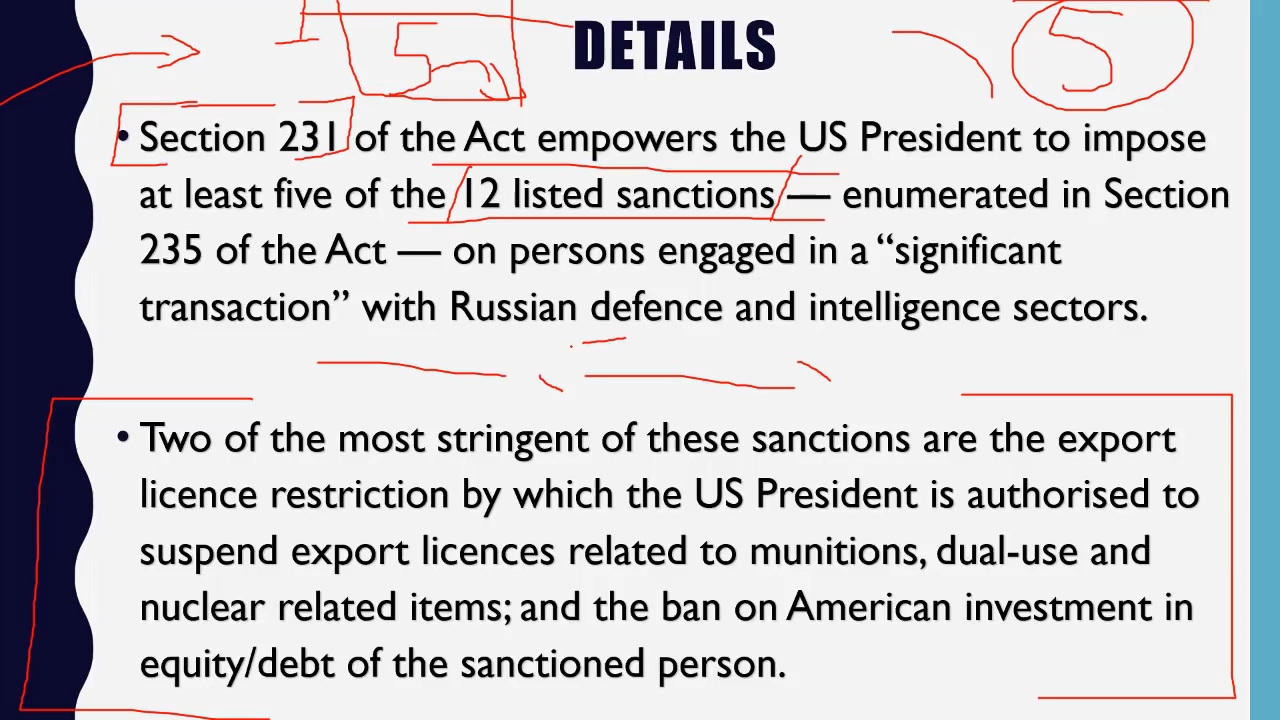 5
DETAILS
5
• Section 231 of the Act empowers the US President to impose
at least five of the 12 listed sanctions — enumerated in Section
235 of the Act — on persons engaged in a “significant
transaction” with Russian defence and intelligence sectors.
• Two of the most stringent of these sanctions are the export
licence restriction by which the US President is authorised to
suspend export licences related to munitions, dual-use and
nuclear related items; and the ban on American investment in
equity/debt of the sanctioned person.